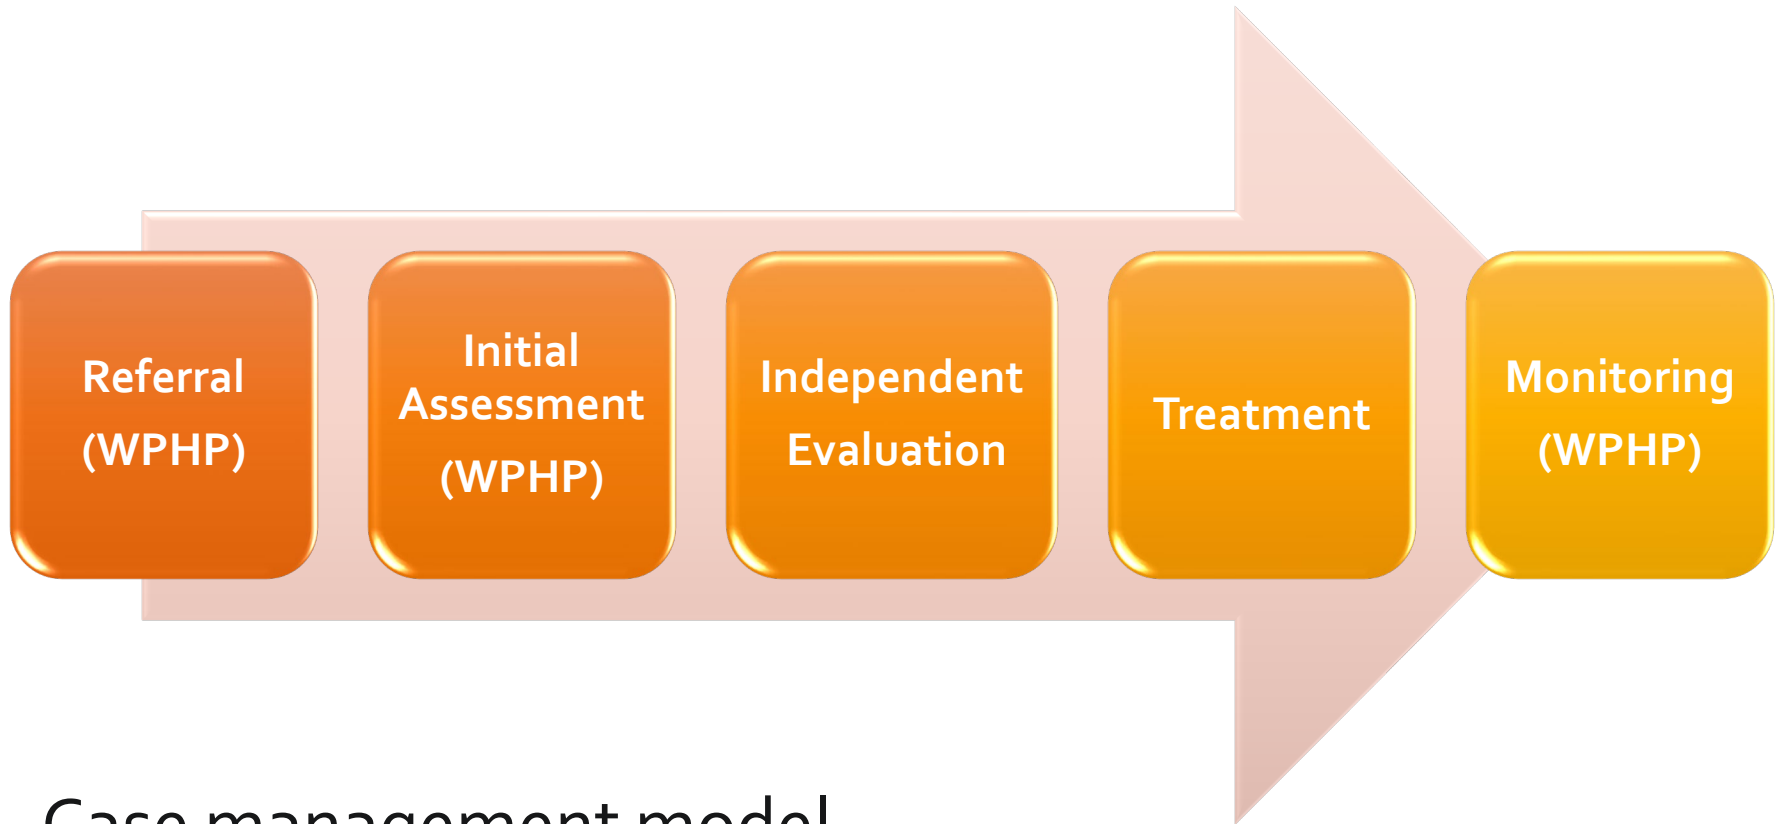 Referral
(WPHP)
Initial
Assessment
(WPHP)
Independent
Evaluation
Treatment
Monitoring
(WPHP)
Case management model